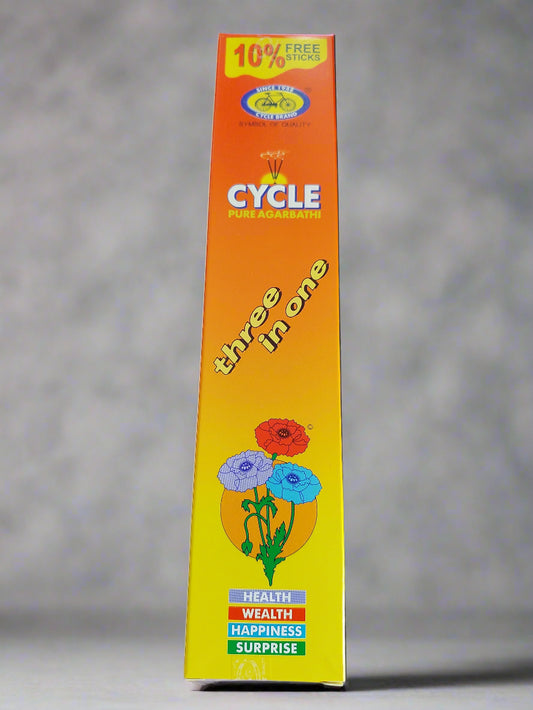 10% FREE
STICKS
SINCE 1948
CYCLE BRAND
®
SYMBOL OF QUALITY
CYCLE
PURE AGARBATHI
three
in one
©
HEALTH
WEALTH
HAPPINESS
SURPRISE